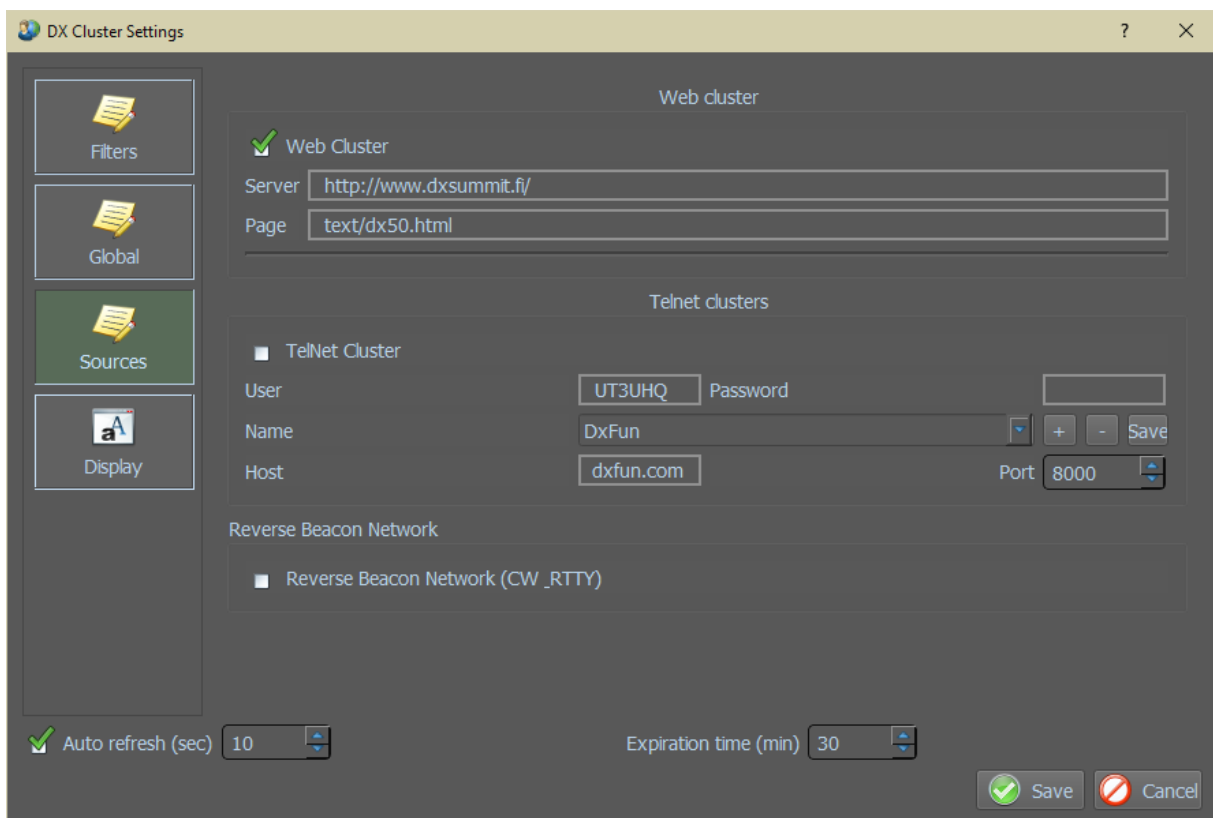 DX Cluster Settings
?
Filters
Global
Sources
aA
Display
Web cluster
Web Cluster
Server http://www.dxsummit.fi/
Page text/dx50.html
Telnet clusters
TelNet Cluster
User UT3UHQ Password
Name DxFun + - Save
Host dxfun.com Port 8000
Reverse Beacon Network
Reverse Beacon Network (CW _RTTY)
Auto refresh (sec) 10 Expiration time (min) 30
Save Cancel